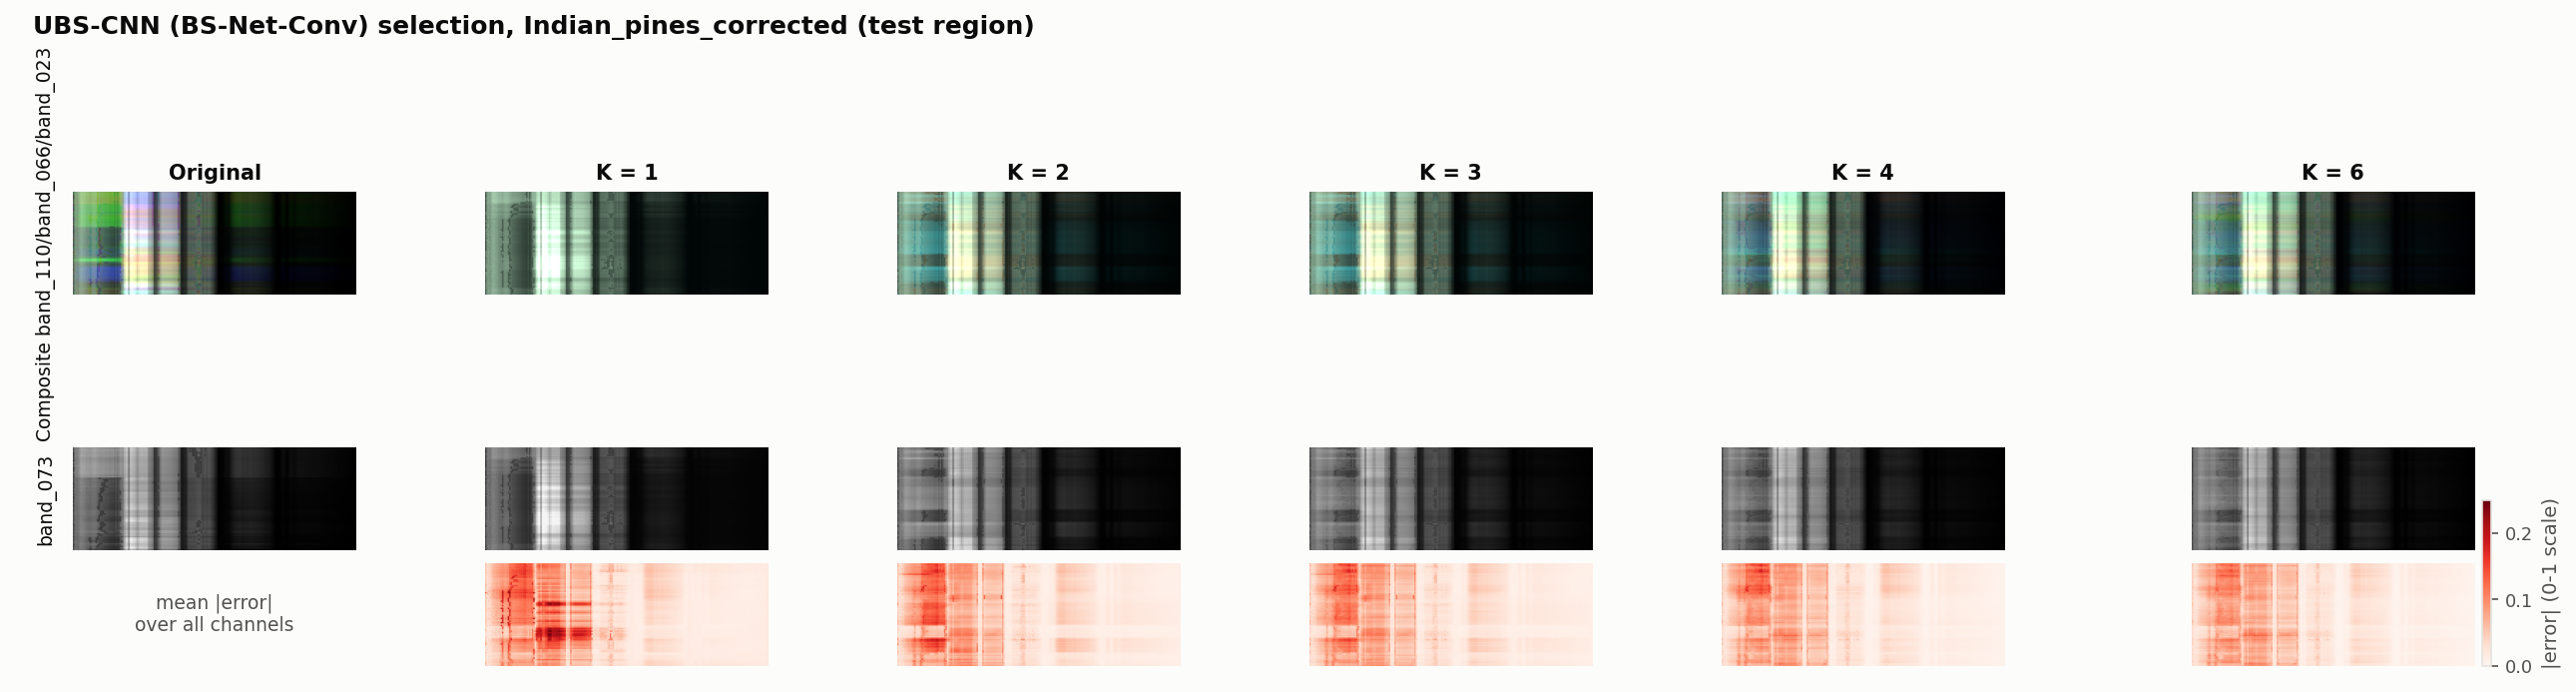 UBS-CNN (BS-Net-Conv) selection, Indian_pines_corrected (test region)
Original
K = 1
K = 2
K = 3
K = 4
K = 6
Composite band_110/band_066/band_023
band_073
mean |error|
over all channels
0.2
0.1
0.0
|error| (0-1 scale)